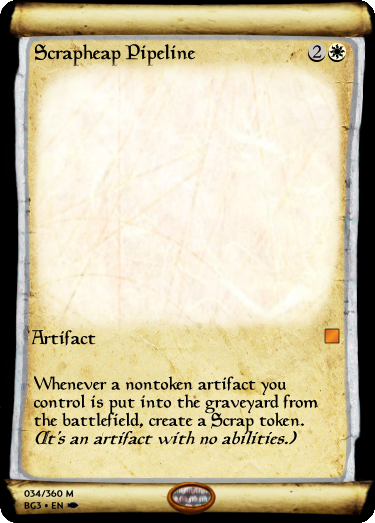 Scrapheap Pipeline 2
Artifact
Whenever a nontoken artifact you
control is put into the graveyard from
the battlefield, create a Scrap token.
(It's an artifact with no abilities.)
034/360 M
BG3 • EN